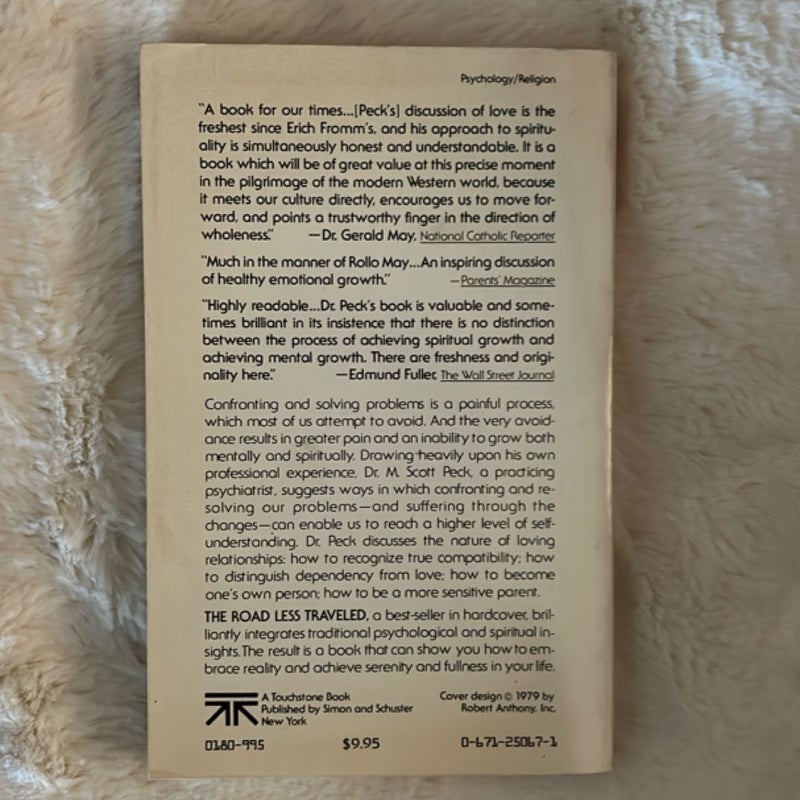 Psychology/Religion
"A book for our times...[Peck's] discussion of love is the
freshest since Erich Fromm's, and his approach to spiritu-
ality is simultaneously honest and understandable. It is a
book which will be of great value at this precise moment
in the pilgrimage of the modern Western world, because
it meets our culture directly, encourages us to move for-
ward, and points a trustworthy finger in the direction of
wholeness." —Dr. Gerald May, National Catholic Reporter
"Much in the manner of Rollo May...An inspiring discussion
of healthy emotional growth." —Parents' Magazine
"Highly readable...Dr. Peck's book is valuable and some-
times brilliant in its insistence that there is no distinction
between the process of achieving spiritual growth and
achieving mental growth. There are freshness and origi-
nality here." —Edmund Fuller, The Wall Street Journal
Confronting and solving problems is a painful process,
which most of us attempt to avoid. And the very avoid-
ance results in greater pain and an inability to grow both
mentally and spiritually. Drawing heavily upon his own
professional experience, Dr. M. Scott Peck, a practicing
psychiatrist, suggests ways in which confronting and re-
solving our problems—and suffering through the
changes—can enable us to reach a higher level of self-
understanding. Dr. Peck discusses the nature of loving
relationships: how to recognize true compatibility; how
to distinguish dependency from love; how to become
one's own person; how to be a more sensitive parent.
THE ROAD LESS TRAVELED, a best-seller in hardcover, bril-
liantly integrates traditional psychological and spiritual in-
sights. The result is a book that can show you how to em-
brace reality and achieve serenity and fullness in your life.
A Touchstone Book
Published by Simon and Schuster
New York
Cover design © 1979 by
Robert Anthony, Inc.
0180-995 $9.95 0-671-25067-1